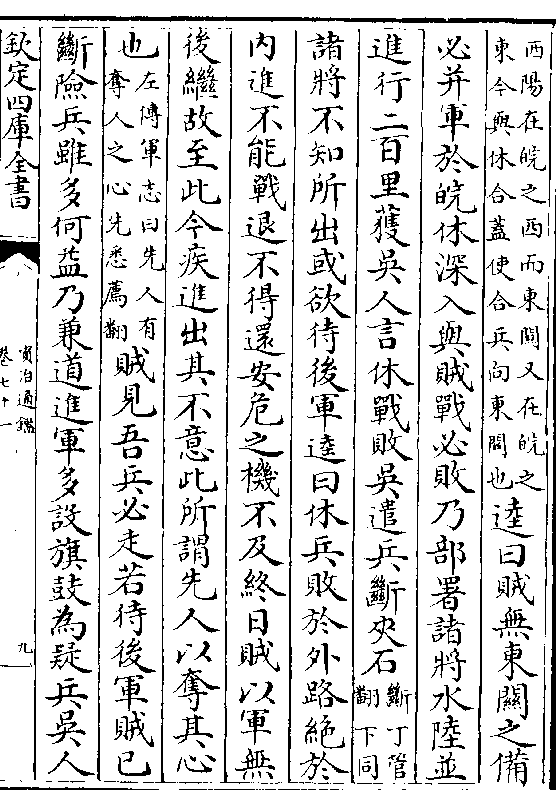 西陽在皖之西而東關又在皖之
東今與休合蓋使合兵向東關也
逵曰賊無東關之備
必并軍於皖休深入與賊戰必敗乃部署諸將水陸並
進行二百里獲吳人言休戰敗吳遣兵斷夾石
斷丁管
翻下同
諸將不知所出或欲待後軍逵曰休兵敗於外路絶於
内進不能戰退不得還安危之機不及終日賊以軍無
後繼故至此今疾進出其不意此所謂先人以奪其心
也
左傳軍志曰先人有
奪人之心先悉薦翻
賊見吾兵必走若待後軍賊已
斷險兵雖多何益乃兼道進軍多設旗鼓為疑兵吳人
欽定四庫全書
資治通鑑
卷七十一
九